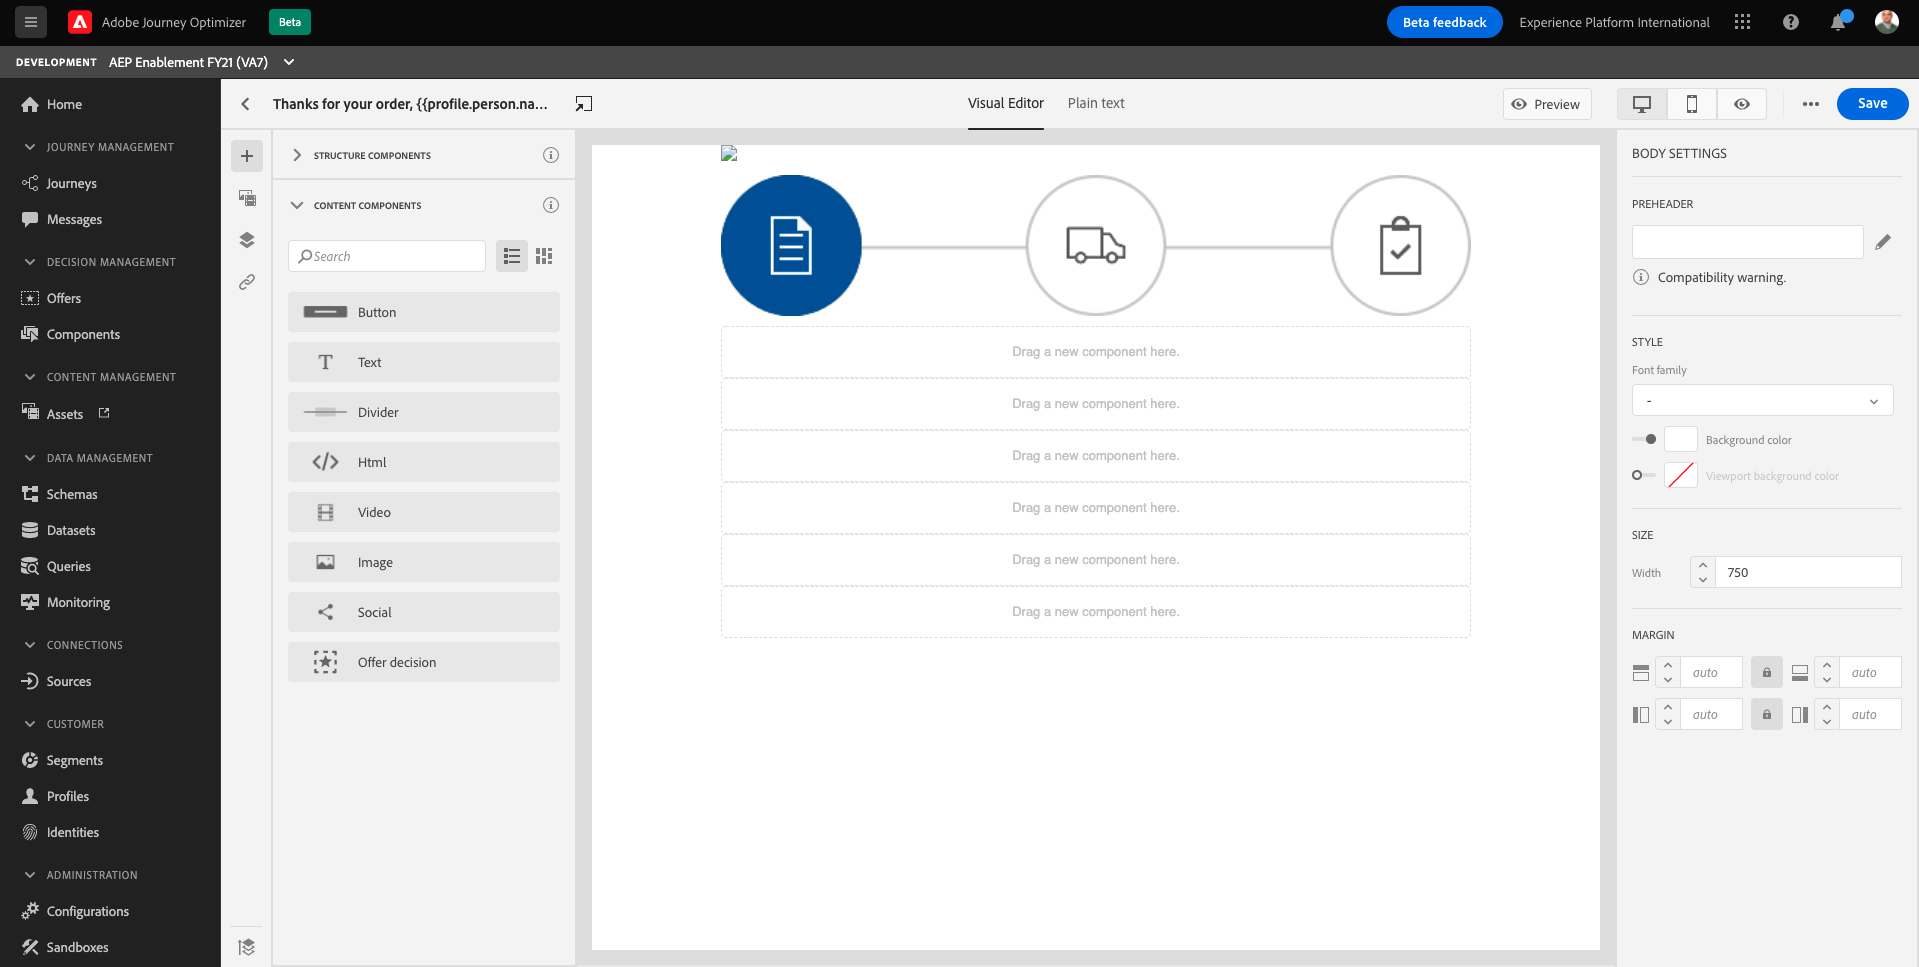 Adobe Journey Optimizer
Beta
Beta feedback
Experience Platform International
DEVELOPMENT AEP Enablement FY21 (VA7)
Home
JOURNEY MANAGEMENT
Journeys
Messages
DECISION MANAGEMENT
Offers
Components
CONTENT MANAGEMENT
Assets
DATA MANAGEMENT
Schemas
Datasets
Queries
Monitoring
CONNECTIONS
Sources
CUSTOMER
Segments
Profiles
Identities
ADMINISTRATION
Configurations
Sandboxes
Thanks for your order, {{profile.person.na...
Visual Editor
Plain text
Preview
Save
STRUCTURE COMPONENTS
CONTENT COMPONENTS
Search
Button
Text
Divider
Html
Video
Image
Social
Offer decision
Drag a new component here.
Drag a new component here.
Drag a new component here.
Drag a new component here.
Drag a new component here.
Drag a new component here.
BODY SETTINGS
PREHEADER
Compatibility warning.
STYLE
Font family
-
Background color
Viewport background color
SIZE
Width 750
MARGIN
auto auto
auto auto